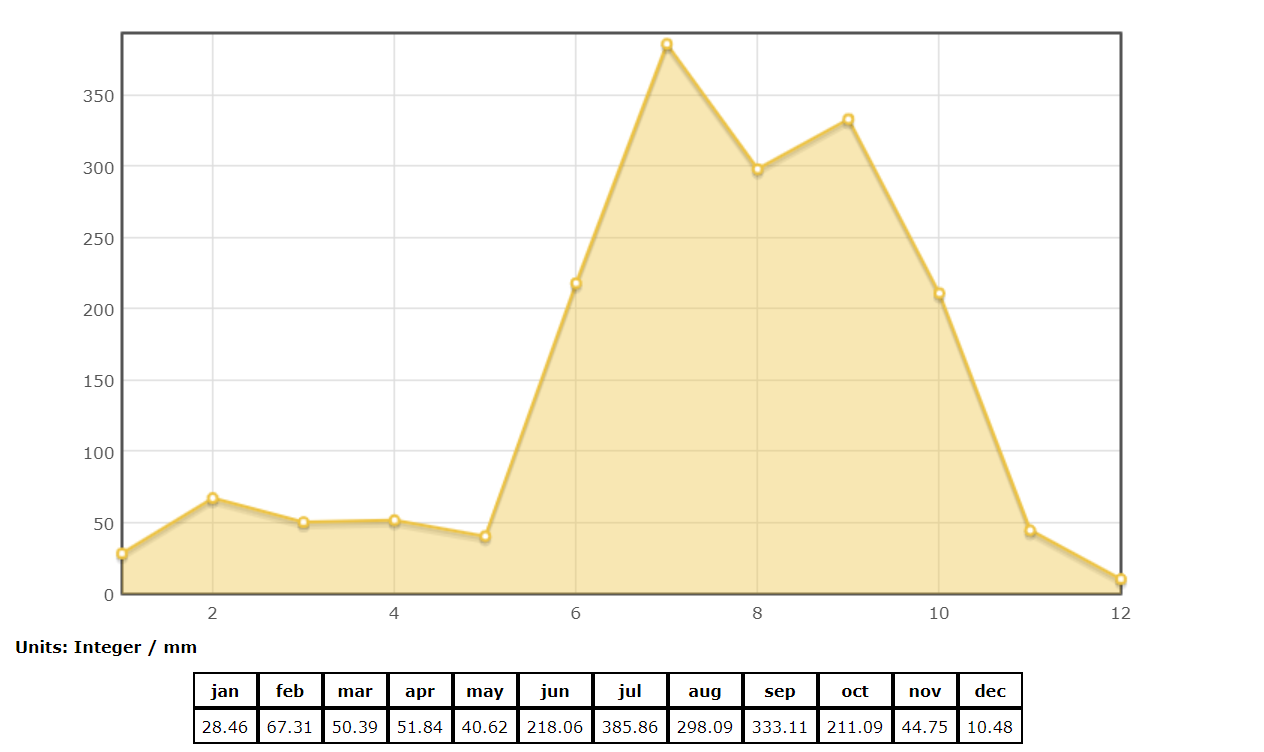 350
300
250
200
150
100
50
0
2 4 6 8 10 12
Units: Integer / mm
jan feb mar apr may jun jul aug sep oct nov dec
28.46 67.31 50.39 51.84 40.62 218.06 385.86 298.09 333.11 211.09 44.75 10.48